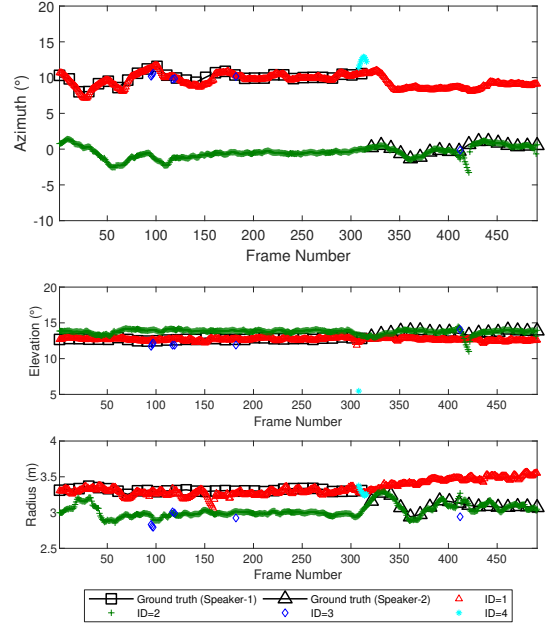 20
15
10
5
0
-5
-10
Azimuth (°)
50 100 150 200 250 300 350 400 450
Frame Number
20
15
10
5
Elevation (°)
50 100 150 200 250 300 350 400 450
Frame Number
4
3.5
3
2.5
Radius (m)
50 100 150 200 250 300 350 400 450
Frame Number
Ground truth (Speaker-1) Ground truth (Speaker-2) ID=1
ID=2 ID=3 ID=4